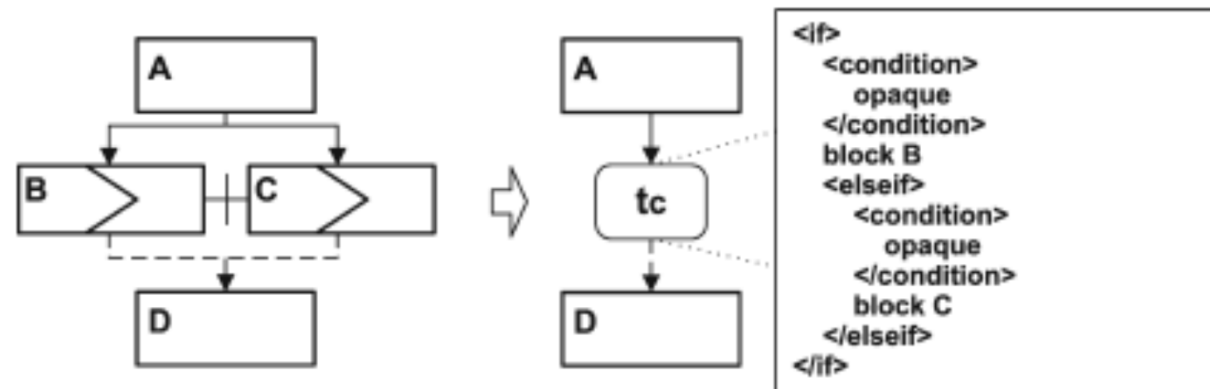 A
B
C
D
A
tc
D
<if>
<condition>
opaque
</condition>
block B
<elseif>
<condition>
opaque
</condition>
block C
</elseif>
</if>